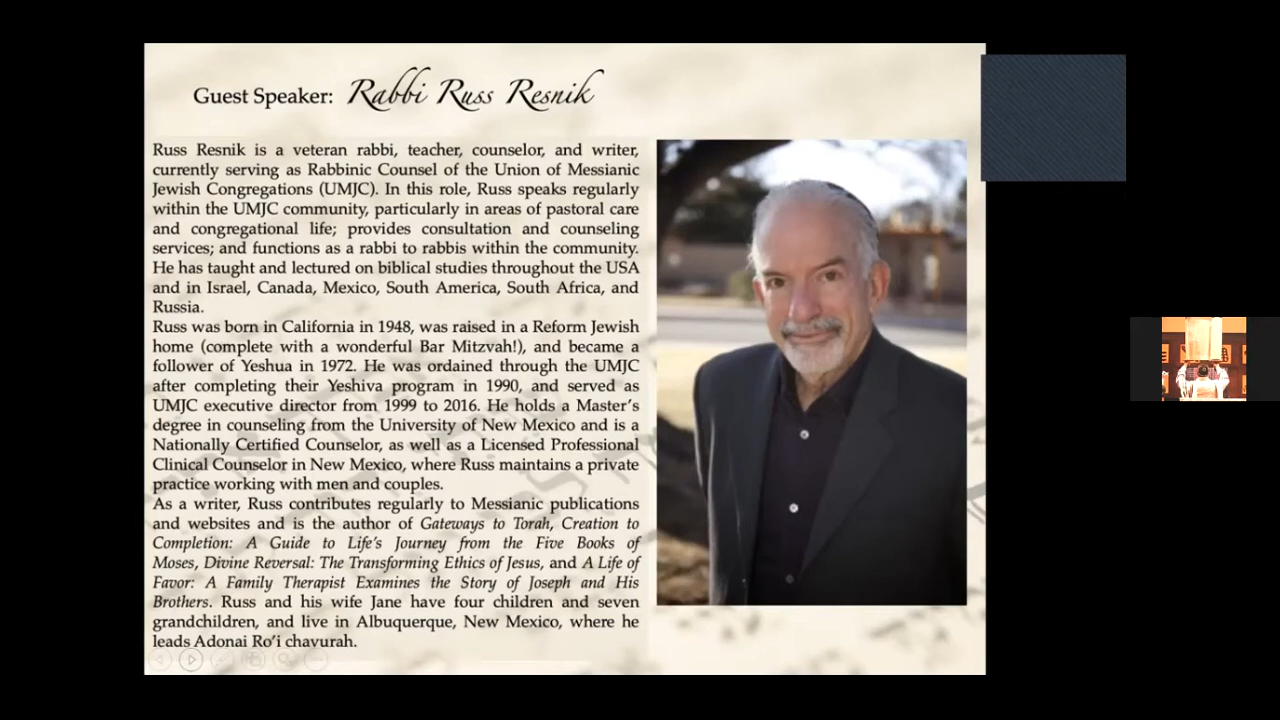 Guest Speaker: Rabbi Russ Resnik
Russ Resnik is a veteran rabbi, teacher, counselor, and writer,
currently serving as Rabbinic Counsel of the Union of Messianic
Jewish Congregations (UMJC). In this role, Russ speaks regularly
within the UMJC community, particularly in areas of pastoral care
and congregational life; provides consultation and counseling
services; and functions as a rabbi to rabbis within the community.
He has taught and lectured on biblical studies throughout the USA
and in Israel, Canada, Mexico, South America, South Africa, and
Russia.
Russ was born in California in 1948, was raised in a Reform Jewish
home (complete with a wonderful Bar Mitzvah!), and became a
follower of Yeshua in 1972. He was ordained through the UMJC
after completing their Yeshiva program in 1990, and served as
UMJC executive director from 1999 to 2016. He holds a Master's
degree in counseling from the University of New Mexico and is a
Nationally Certified Counselor, as well as a Licensed Professional
Clinical Counselor in New Mexico, where Russ maintains a private
practice working with men and couples.
As a writer, Russ contributes regularly to Messianic publications
and websites and is the author of Gateways to Torah, Creation to
Completion: A Guide to Life's Journey from the Five Books of
Moses, Divine Reversal: The Transforming Ethics of Jesus, and A Life of
Favor: A Family Therapist Examines the Story of Joseph and His
Brothers. Russ and his wife Jane have four children and seven
grandchildren, and live in Albuquerque, New Mexico, where he
leads Adonai Ro'i chavurah.